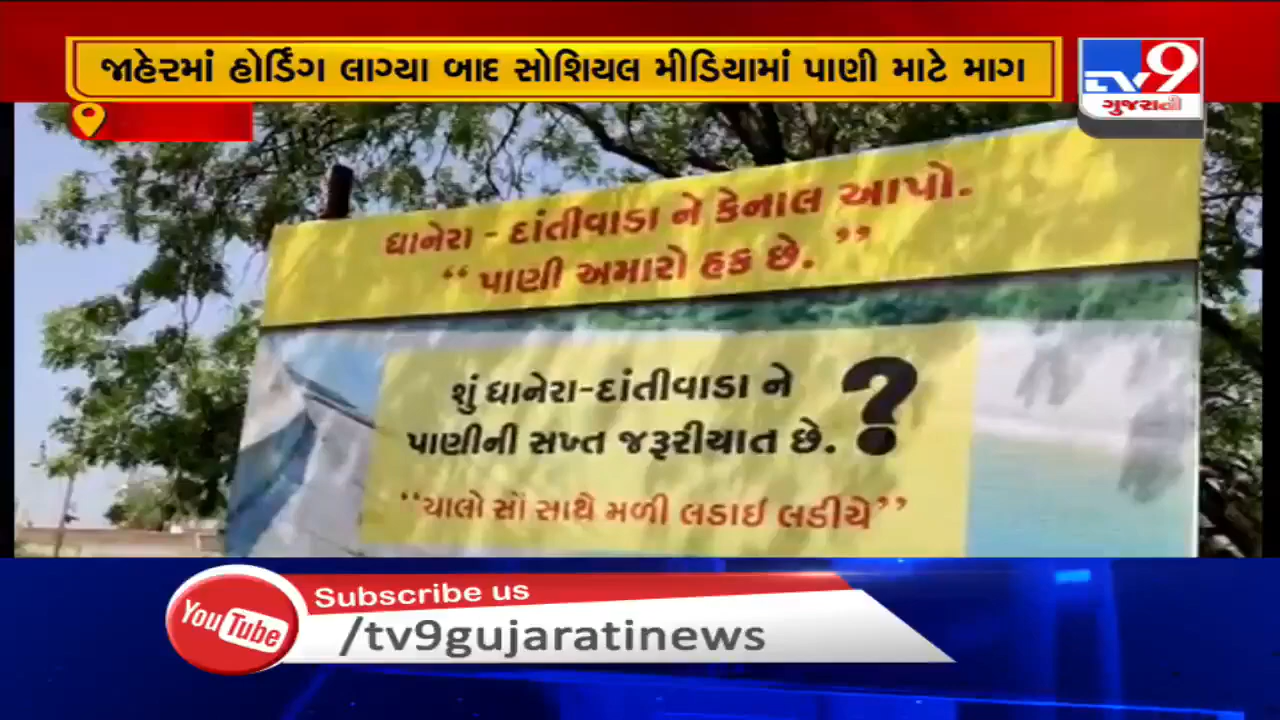 જાહેરમાં હોર્ડિંગ લાગ્યા બાદ સોશિયલ મીડિયામાં પાણી માટે માગ
TV9
ગુજરાતી
ધાનેરા - દાંતીવાડા ને કેનાલ આપો.
“ પાણી અમારો હક છે. ”
શું ધાનેરા-દાંતીવાડા ને
પાણીની સખ્ત જરૂરીયાત છે. ?
“ચાલો સૌ સાથે મળી લડાઈ લડીયે”
YouTube
Subscribe us
/tv9gujaratinews